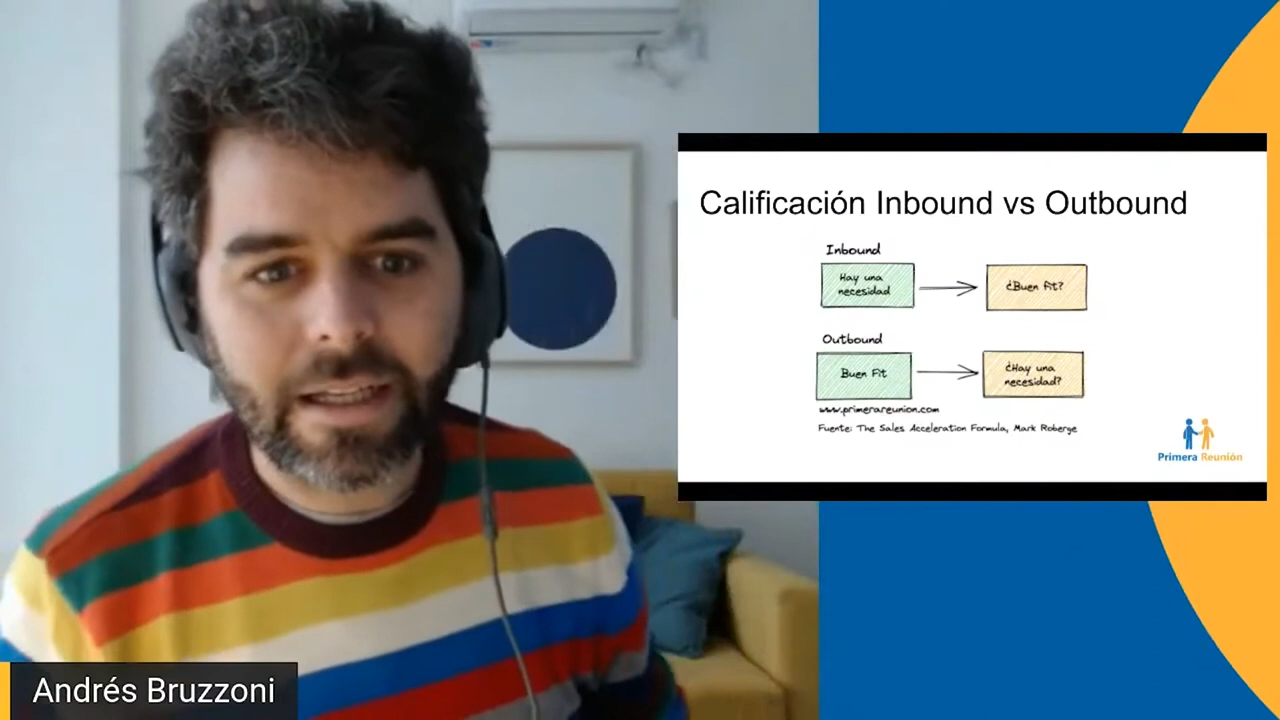 Calificación Inbound vs Outbound
Inbound
Hay una
necesidad
¿Buen fit?
Outbound
Buen Fit
¿Hay una
necesidad?
www.primerareunion.com
Fuente: The Sales Acceleration Formula, Mark Roberge
Primera Reunión
Andrés Bruzzoni